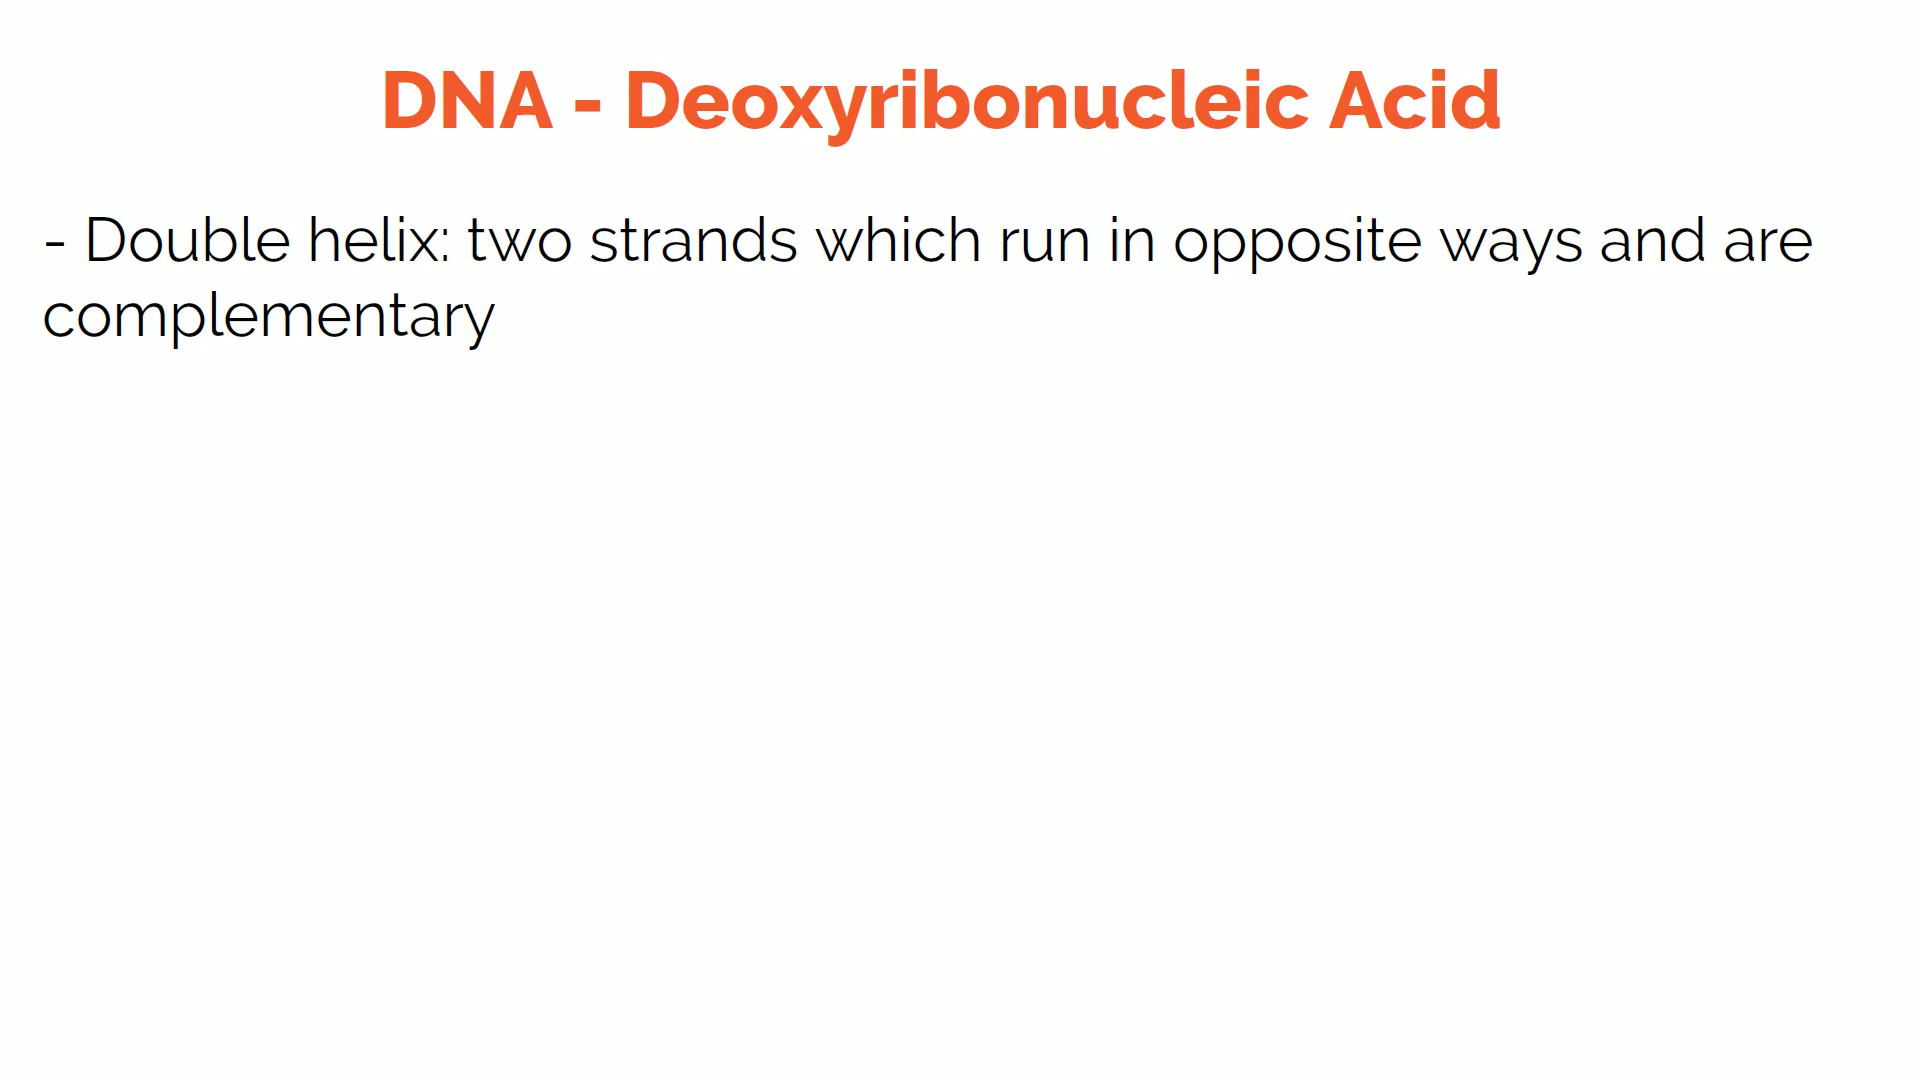 DNA - Deoxyribonucleic Acid
- Double helix: two strands which run in opposite ways and are
complementary